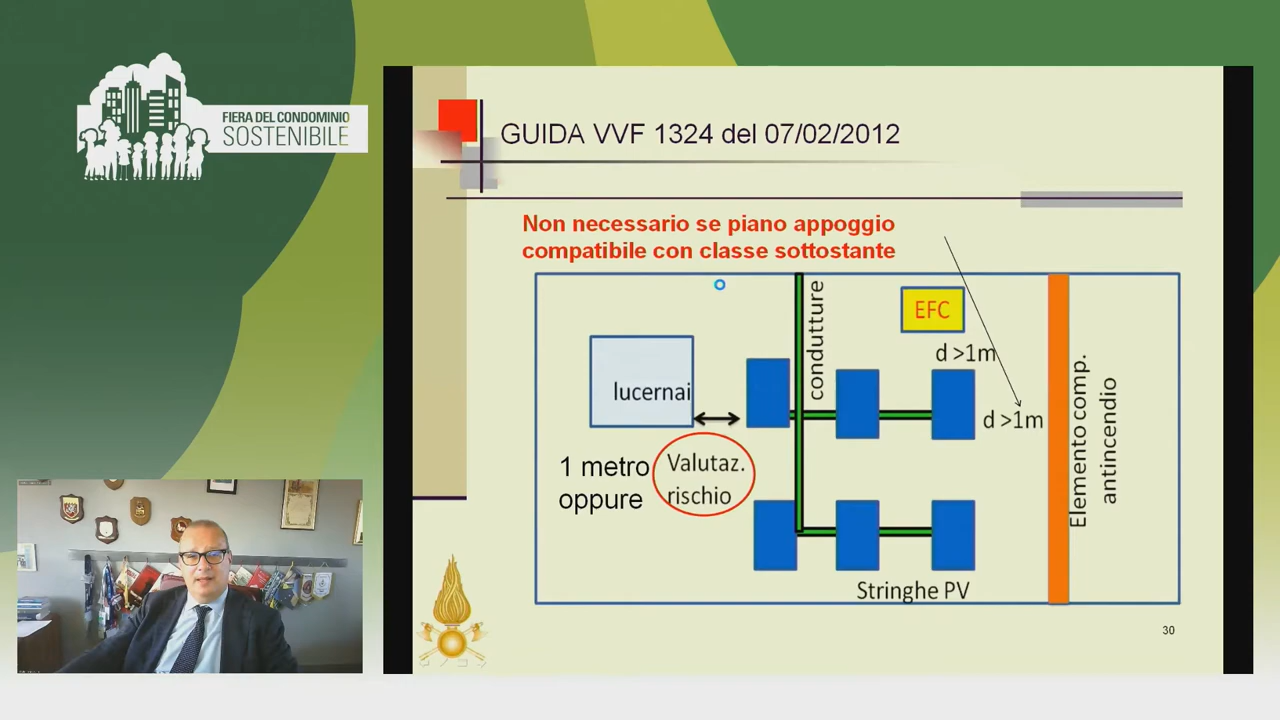 FIERA DEL CONDOMINIO
SOSTENIBILE
GUIDA VVF 1324 del 07/02/2012
Non necessario se piano appoggio
compatibile con classe sottostante
condutture
EFC
d >1m
lucernai
d >1m
Elemento comp.
antincendio
1 metro
oppure
Valutaz.
rischio
Stringhe PV
30